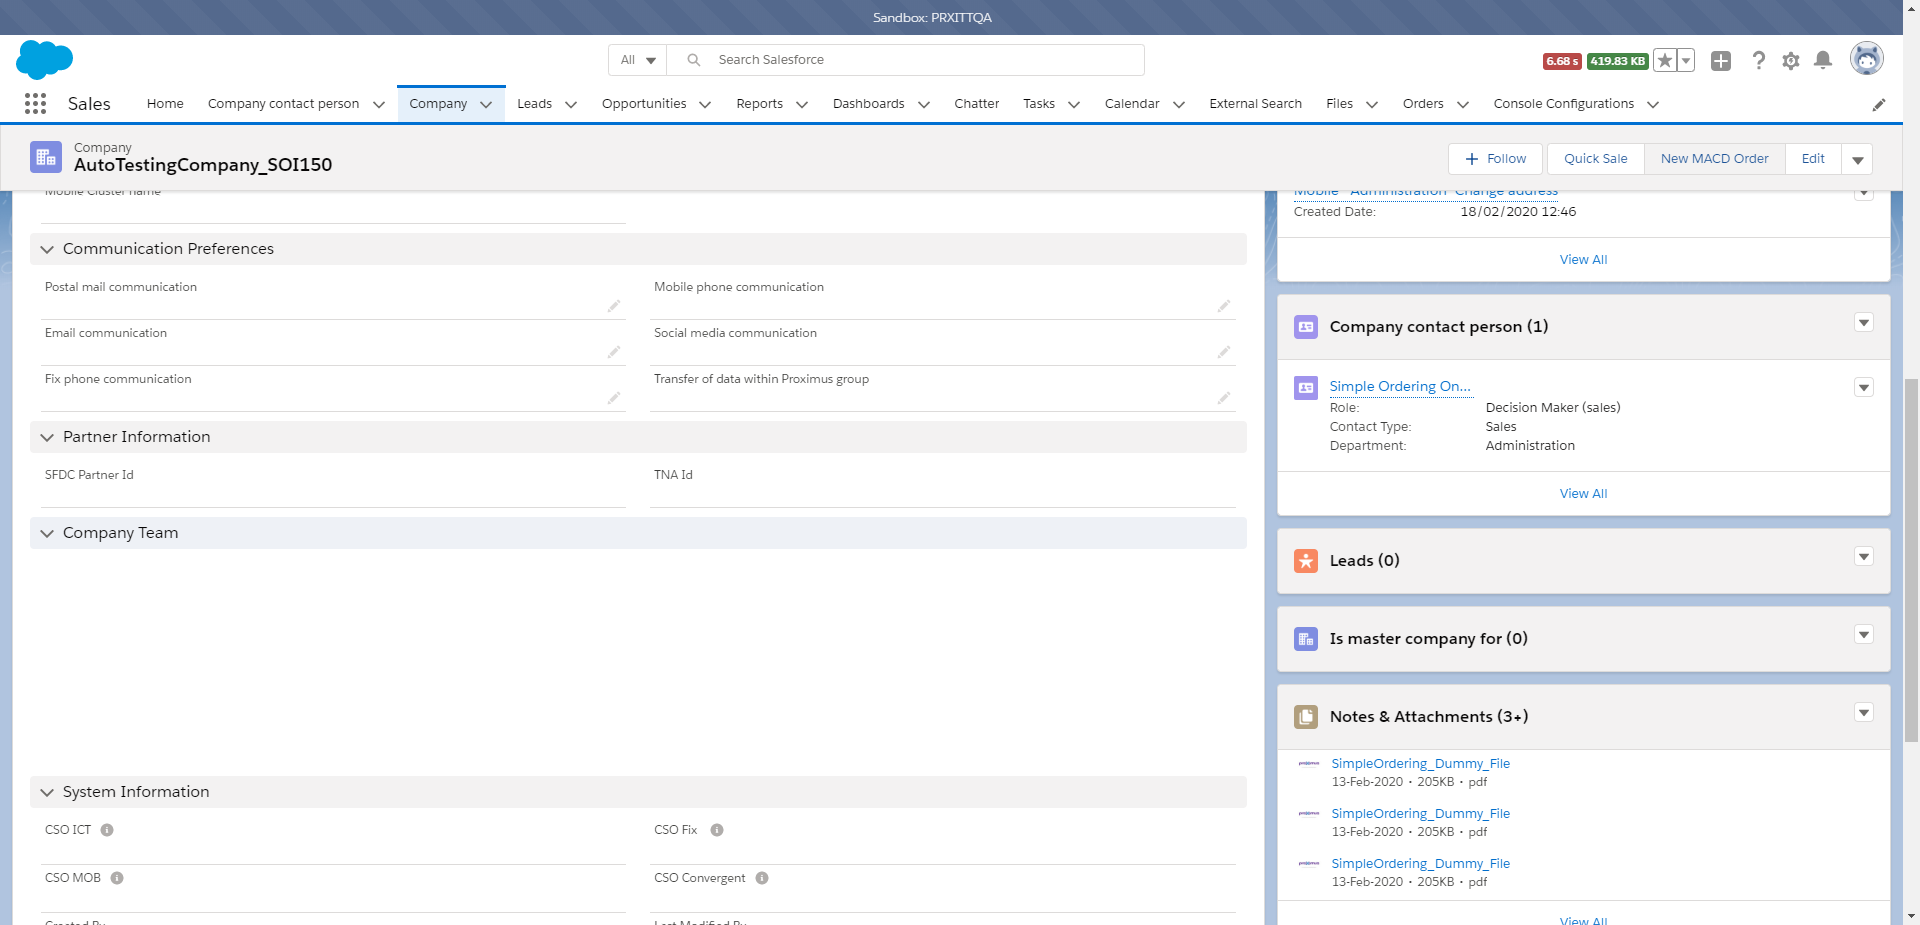 Sandbox: PRXITTQA
All
Search Salesforce
6.68 s
419.83 KB
Sales
Home
Company contact person
Company
Leads
Opportunities
Reports
Dashboards
Chatter
Tasks
Calendar
External Search
Files
Orders
Console Configurations
Company
AutoTestingCompany_SOI150
Follow
Quick Sale
New MACD Order
Edit
Mobile Cluster name
Communication Preferences
Postal mail communication
Mobile phone communication
Email communication
Social media communication
Fix phone communication
Transfer of data within Proximus group
Partner Information
SFDC Partner Id
TNA Id
Company Team
System Information
CSO ICT
CSO Fix
CSO MOB
CSO Convergent
Created By
Last Modified By
Mobile - Administration - Change address
Created Date: 18/02/2020 12:46
View All
Company contact person (1)
Simple Ordering On...
Role: Decision Maker (sales)
Contact Type: Sales
Department: Administration
View All
Leads (0)
Is master company for (0)
Notes & Attachments (3+)
SimpleOrdering_Dummy_File
13-Feb-2020 • 205KB • pdf
SimpleOrdering_Dummy_File
13-Feb-2020 • 205KB • pdf
SimpleOrdering_Dummy_File
13-Feb-2020 • 205KB • pdf
View All